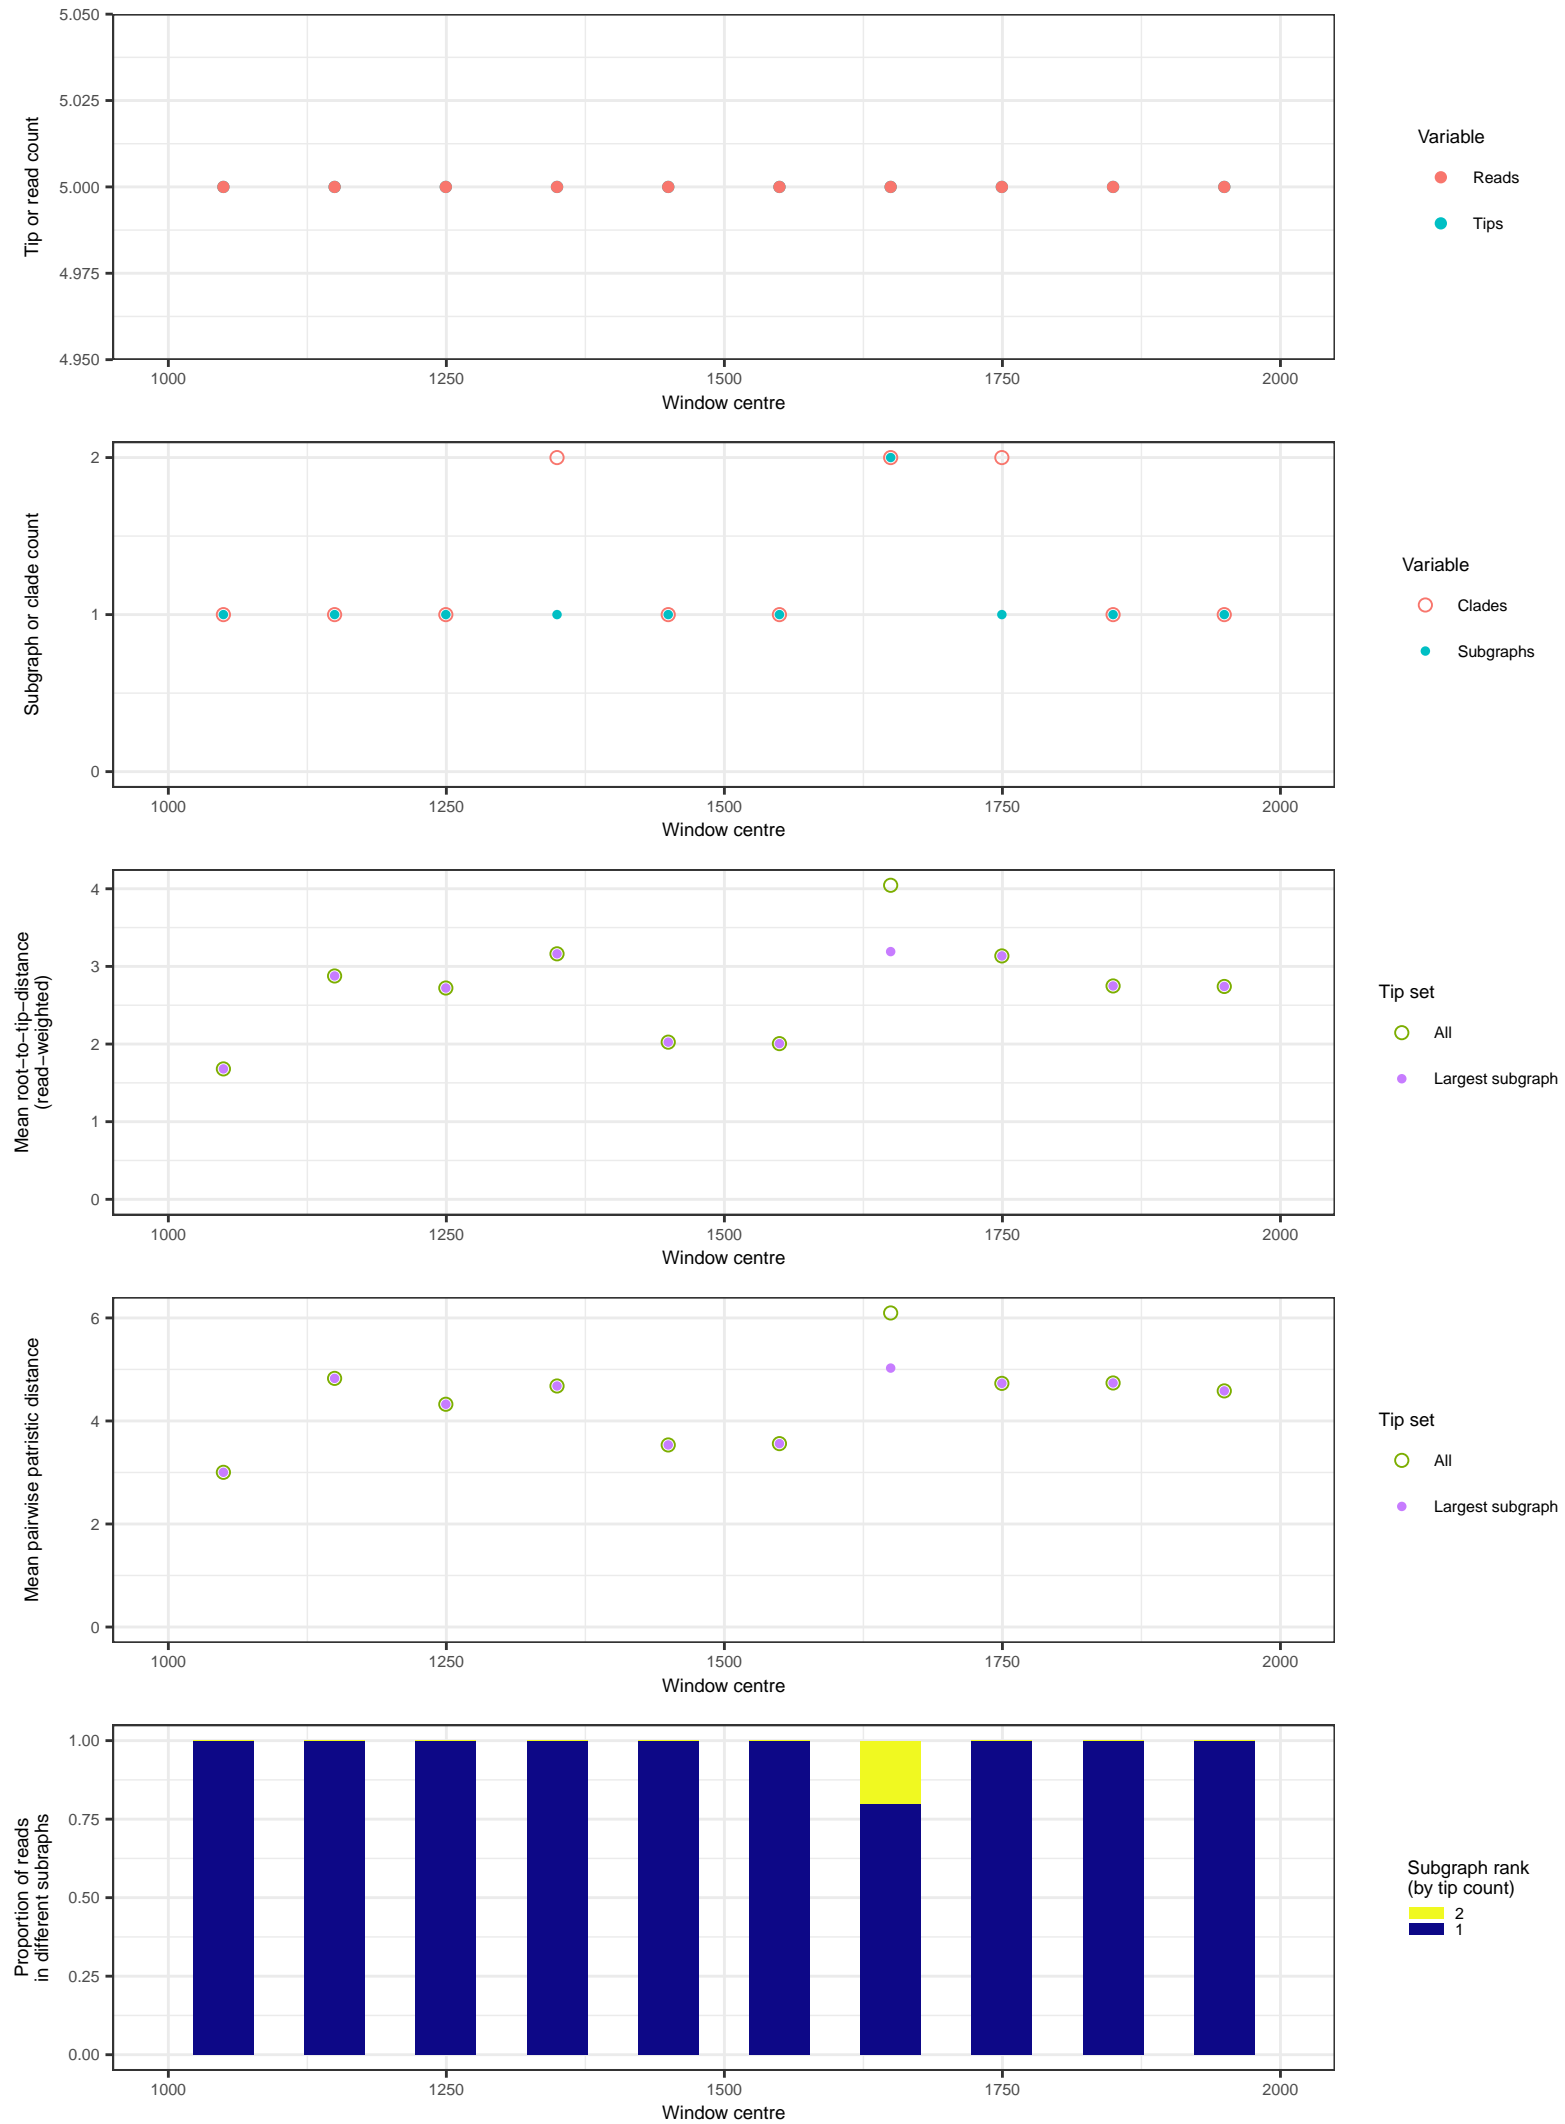 5.050
5.025
5.000
4.975
4.950
Tip or read count
1000 1250 1500 1750 2000
Window centre
Variable
Reads
Tips
2
1
0
Subgraph or clade count
1000 1250 1500 1750 2000
Window centre
Variable
Clades
Subgraphs
4
3
2
1
0
Mean root−to−tip−distance
(read−weighted)
1000 1250 1500 1750 2000
Window centre
Tip set
All
Largest subgraph
6
4
2
0
Mean pairwise patristic distance
1000 1250 1500 1750 2000
Window centre
Tip set
All
Largest subgraph
1.00
0.75
0.50
0.25
0.00
Proportion of reads
in different subraphs
1000 1250 1500 1750 2000
Window centre
Subgraph rank
(by tip count)
2
1